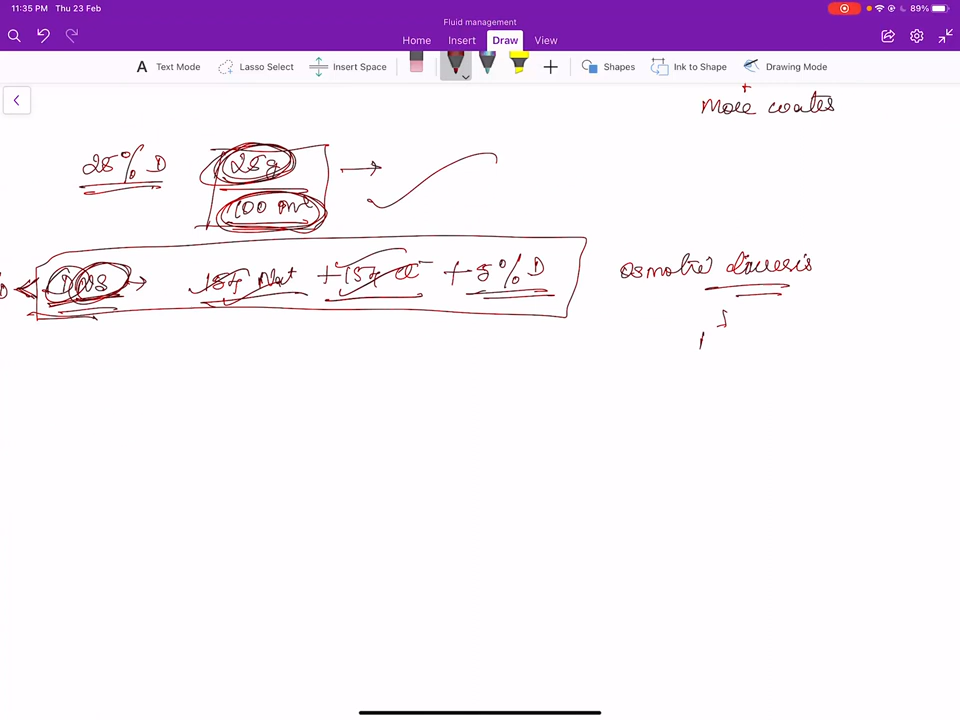 11:35 PM Thu 23 Feb 89%
Fluid management
Home Insert Draw View
A Text Mode Lasso Select Insert Space Shapes Ink to Shape Drawing Mode
More water
25% D 25g
100 ml
DNS 154 Na+ + 154 Cl- + 5% D
osmotic diuresis